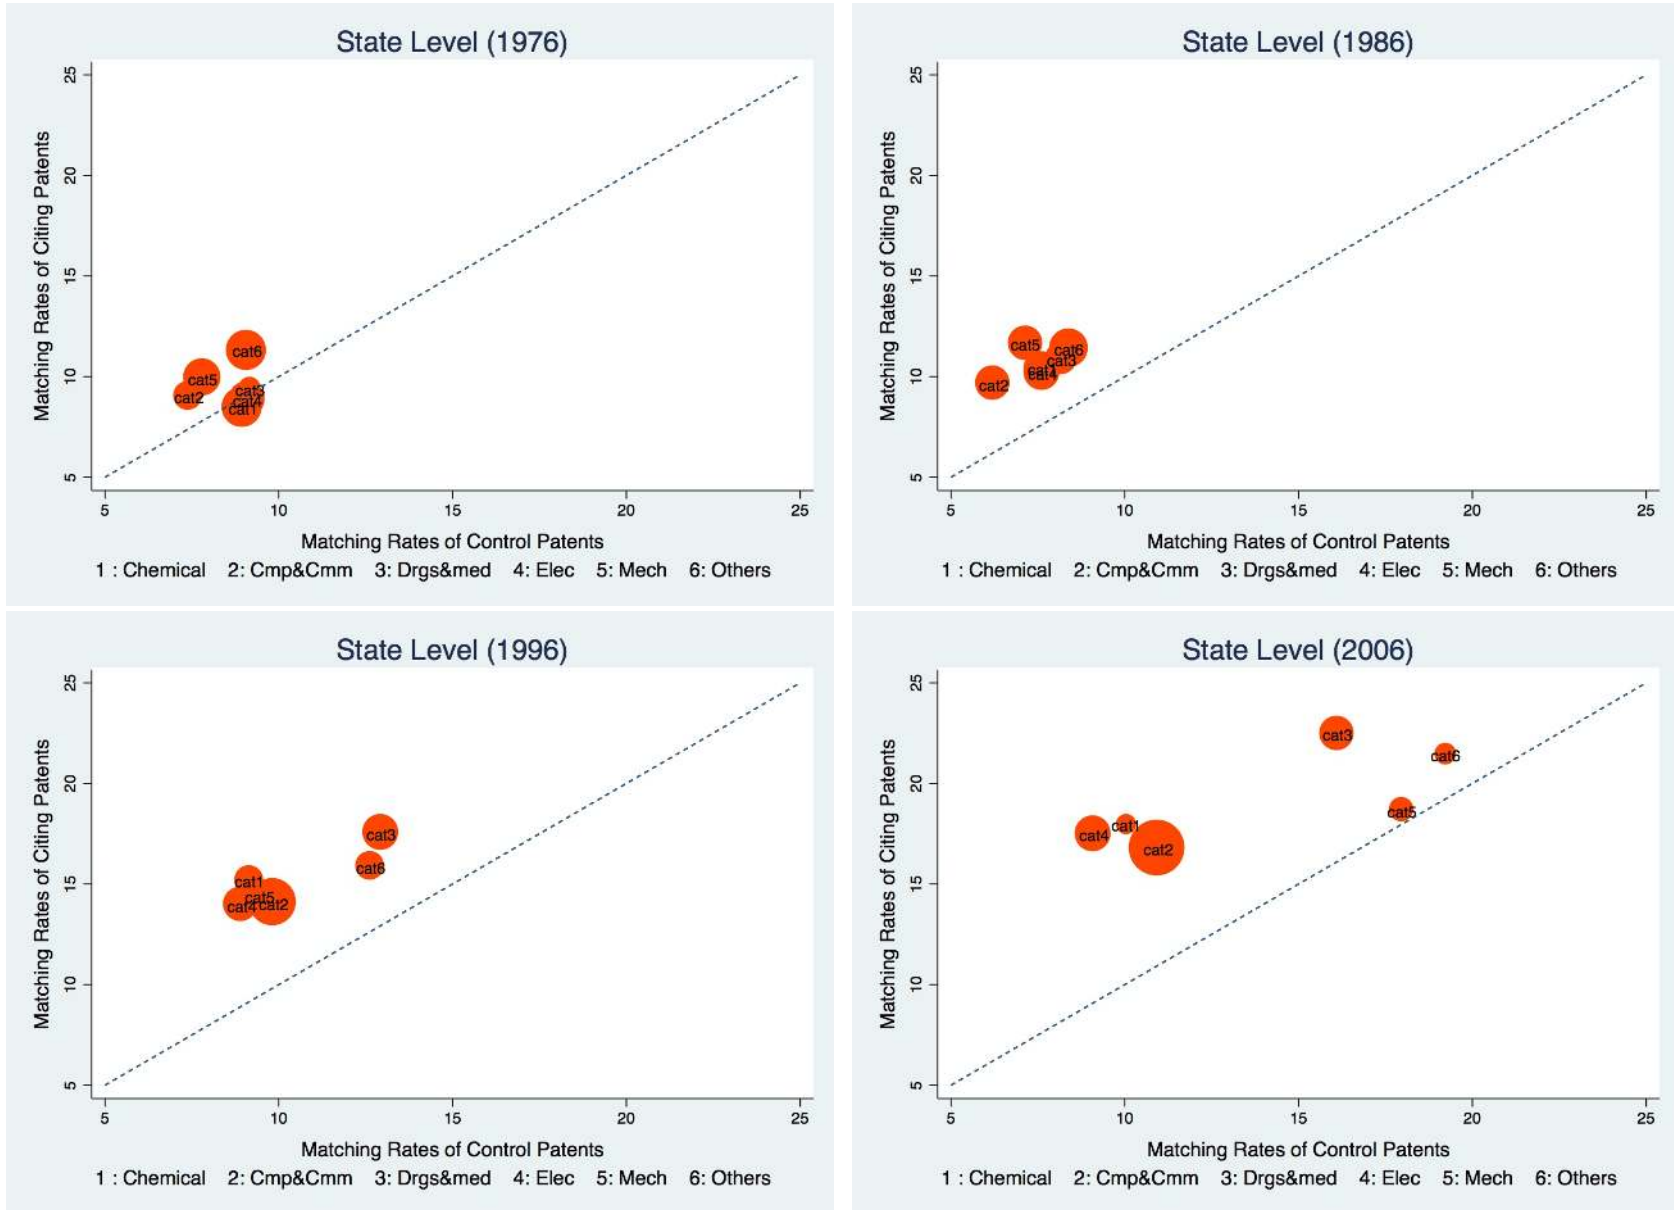 State Level (1976)
Matching Rates of Citing Patents
25
20
15
10
5
cat6
cat5
cat3
cat2
cat4
cat1
5 10 15 20 25
Matching Rates of Control Patents
1 : Chemical 2: Cmp&Cmm 3: Drgs&med 4: Elec 5: Mech 6: Others
State Level (1986)
Matching Rates of Citing Patents
25
20
15
10
5
cat5
cat6
cat3
cat1
cat4
cat2
5 10 15 20 25
Matching Rates of Control Patents
1 : Chemical 2: Cmp&Cmm 3: Drgs&med 4: Elec 5: Mech 6: Others
State Level (1996)
Matching Rates of Citing Patents
25
20
15
10
5
cat3
cat6
cat1
cat5
cat4 cat2
5 10 15 20 25
Matching Rates of Control Patents
1 : Chemical 2: Cmp&Cmm 3: Drgs&med 4: Elec 5: Mech 6: Others
State Level (2006)
Matching Rates of Citing Patents
25
20
15
10
5
cat3
cat6
cat5
cat1
cat4
cat2
5 10 15 20 25
Matching Rates of Control Patents
1 : Chemical 2: Cmp&Cmm 3: Drgs&med 4: Elec 5: Mech 6: Others